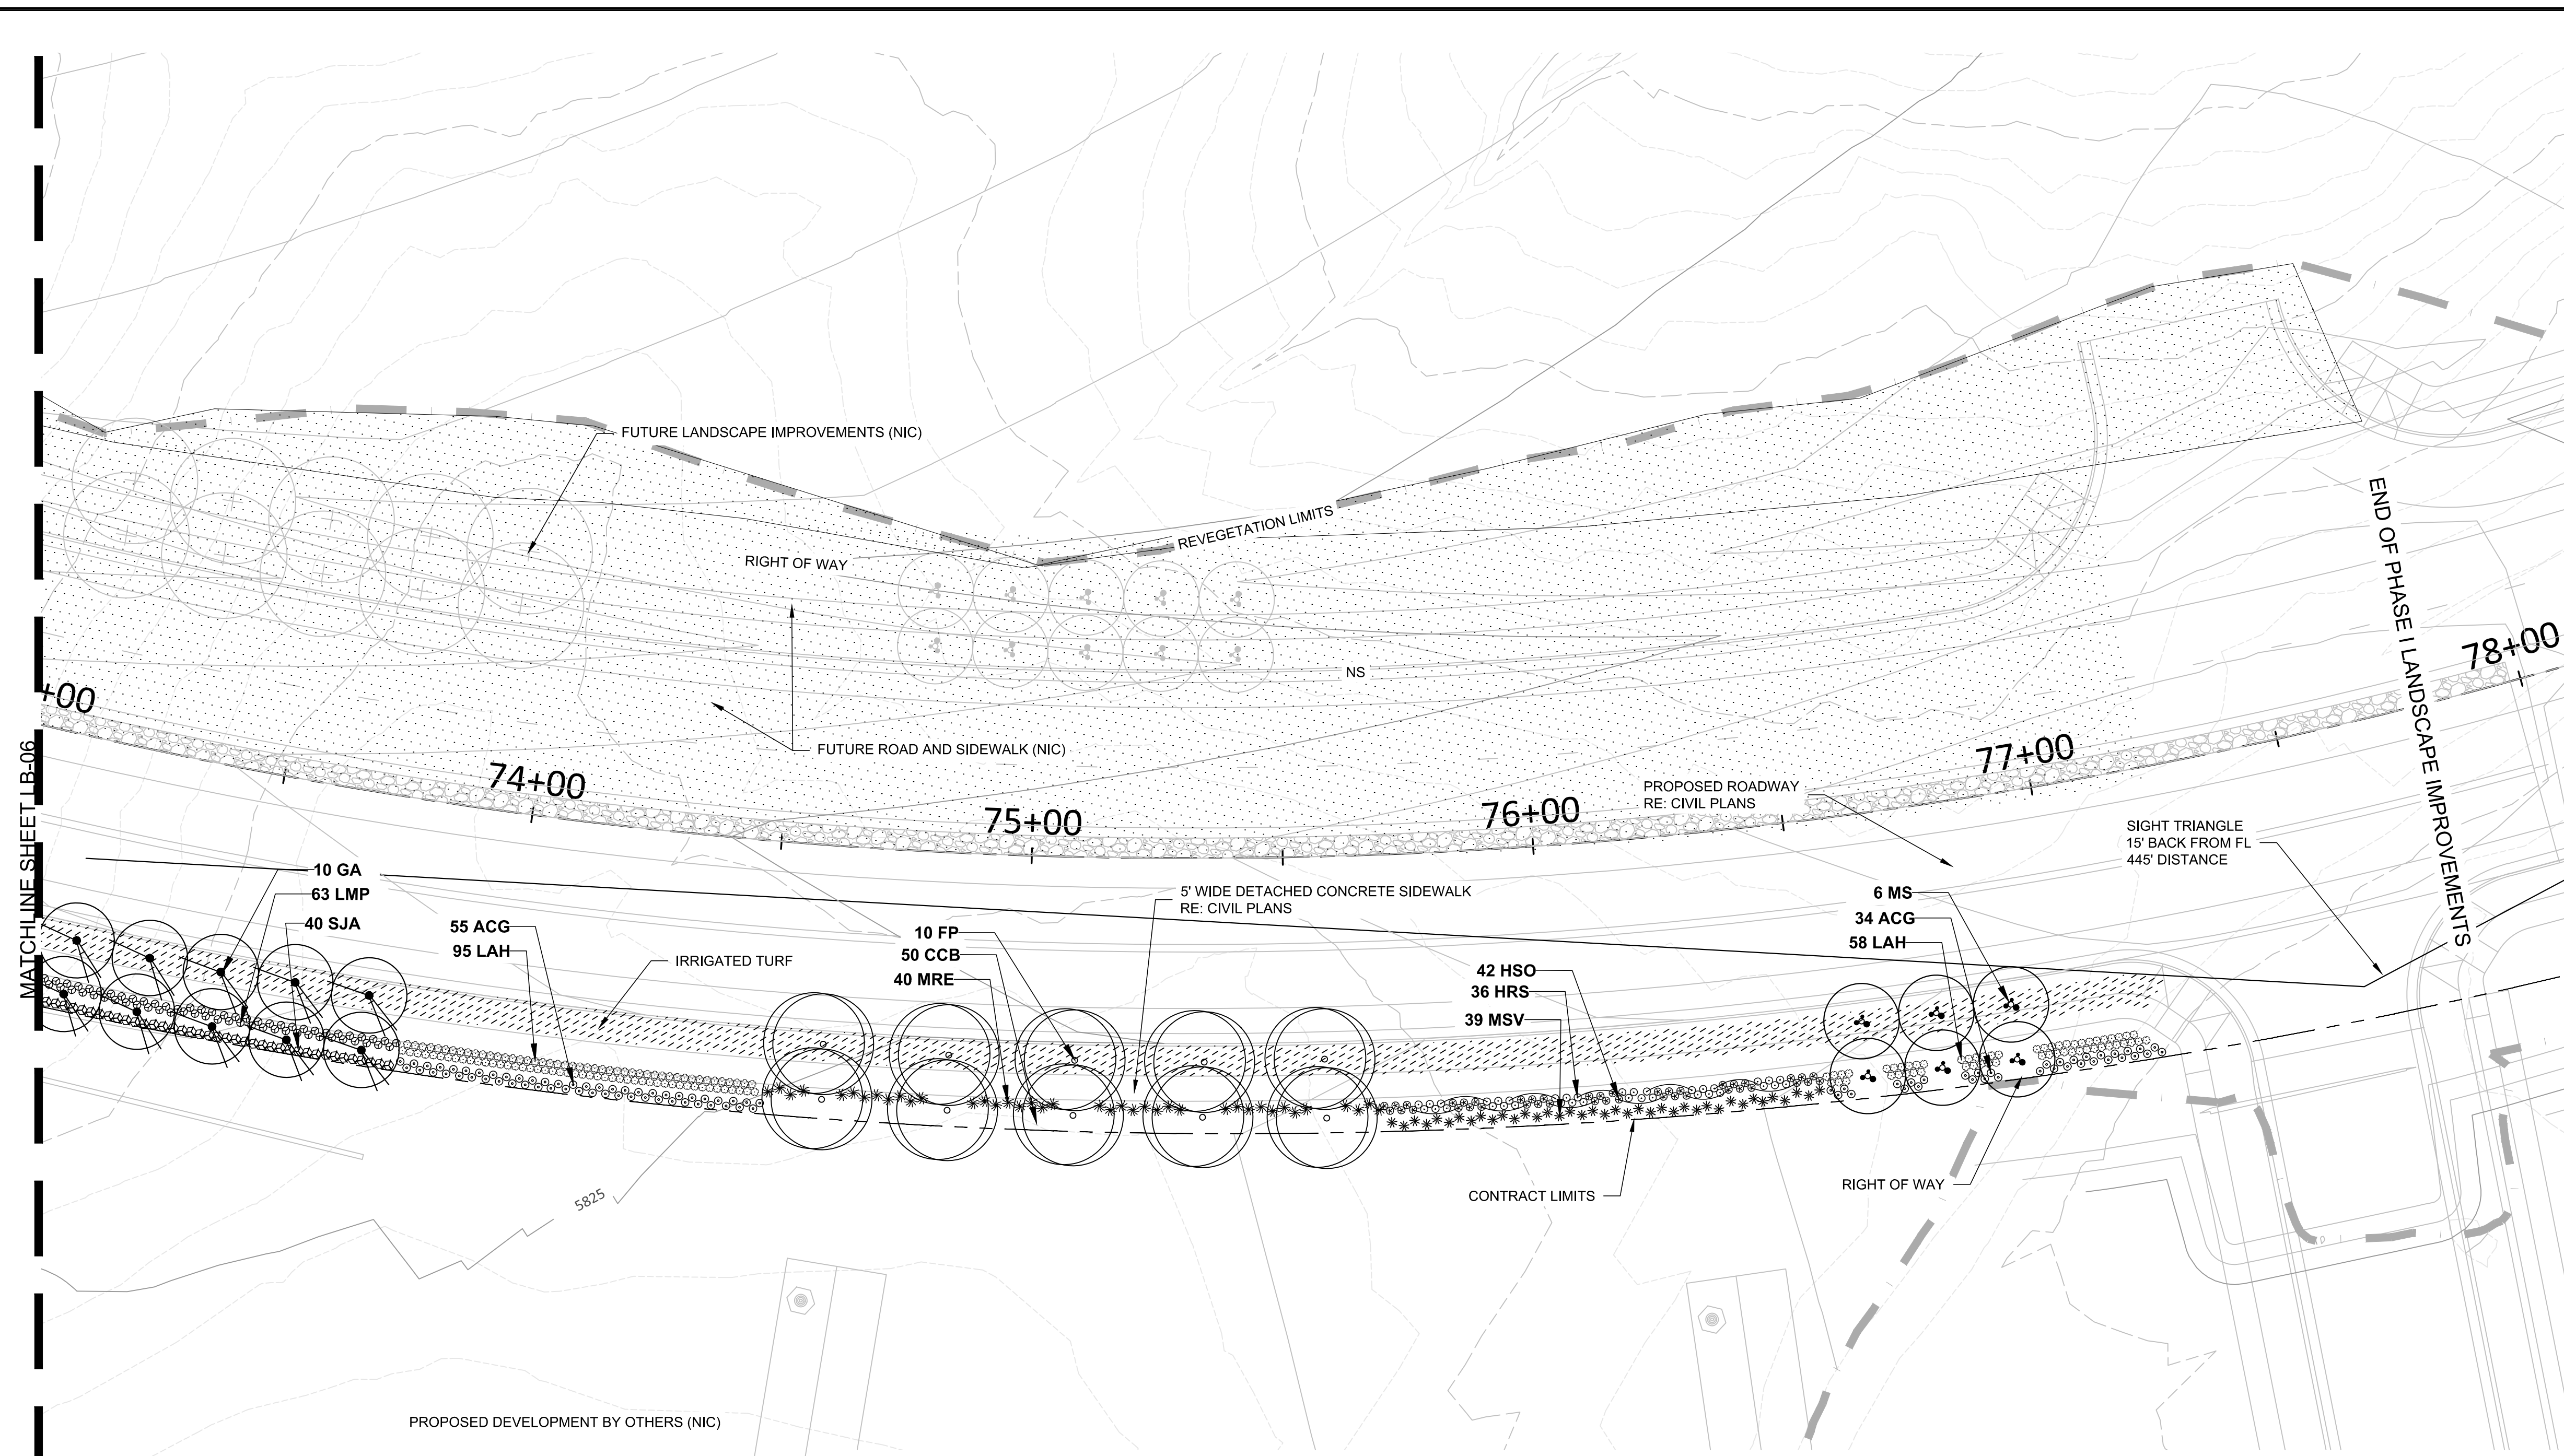 FUTURE LANDSCAPE IMPROVEMENTS (NIC)
REVEGETATION LIMITS
RIGHT OF WAY
END OF PHASE I LANDSCAPE IMPROVEMENTS
NS
+00
74+00
75+00
76+00
77+00
78+00
FUTURE ROAD AND SIDEWALK (NIC)
PROPOSED ROADWAY
RE: CIVIL PLANS
SIGHT TRIANGLE
15' BACK FROM FL
445' DISTANCE
MATCHLINE SHEET LB-06
10 GA
63 LMP
40 SJA
55 ACG
95 LAH
IRRIGATED TURF
10 FP
50 CCB
40 MRE
5' WIDE DETACHED CONCRETE SIDEWALK
RE: CIVIL PLANS
42 HSO
36 HRS
39 MSV
6 MS
34 ACG
58 LAH
CONTRACT LIMITS
RIGHT OF WAY
5825
PROPOSED DEVELOPMENT BY OTHERS (NIC)